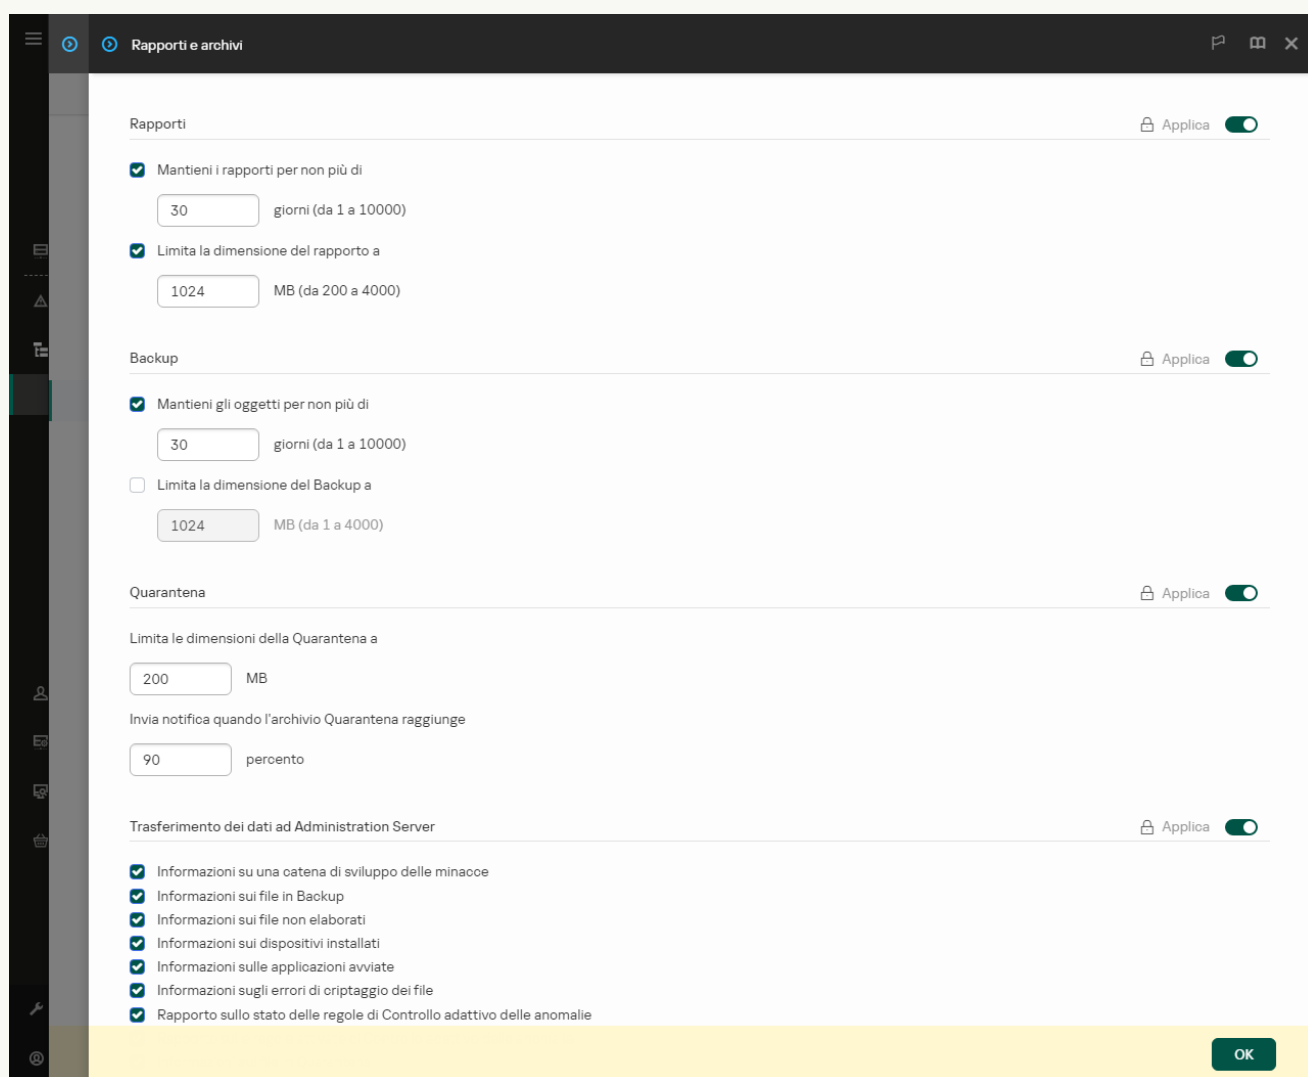 Rapporti e archivi
Rapporti
Applica
Mantieni i rapporti per non più di
30 giorni (da 1 a 10000)
Limita la dimensione del rapporto a
1024 MB (da 200 a 4000)
Backup
Applica
Mantieni gli oggetti per non più di
30 giorni (da 1 a 10000)
Limita la dimensione del Backup a
1024 MB (da 1 a 4000)
Quarantena
Applica
Limita le dimensioni della Quarantena a
200 MB
Invia notifica quando l'archivio Quarantena raggiunge
90 percento
Trasferimento dei dati ad Administration Server
Applica
Informazioni su una catena di sviluppo delle minacce
Informazioni sui file in Backup
Informazioni sui file non elaborati
Informazioni sui dispositivi installati
Informazioni sulle applicazioni avviate
Informazioni sugli errori di criptaggio dei file
Rapporto sullo stato delle regole di Controllo adattivo delle anomalie
OK